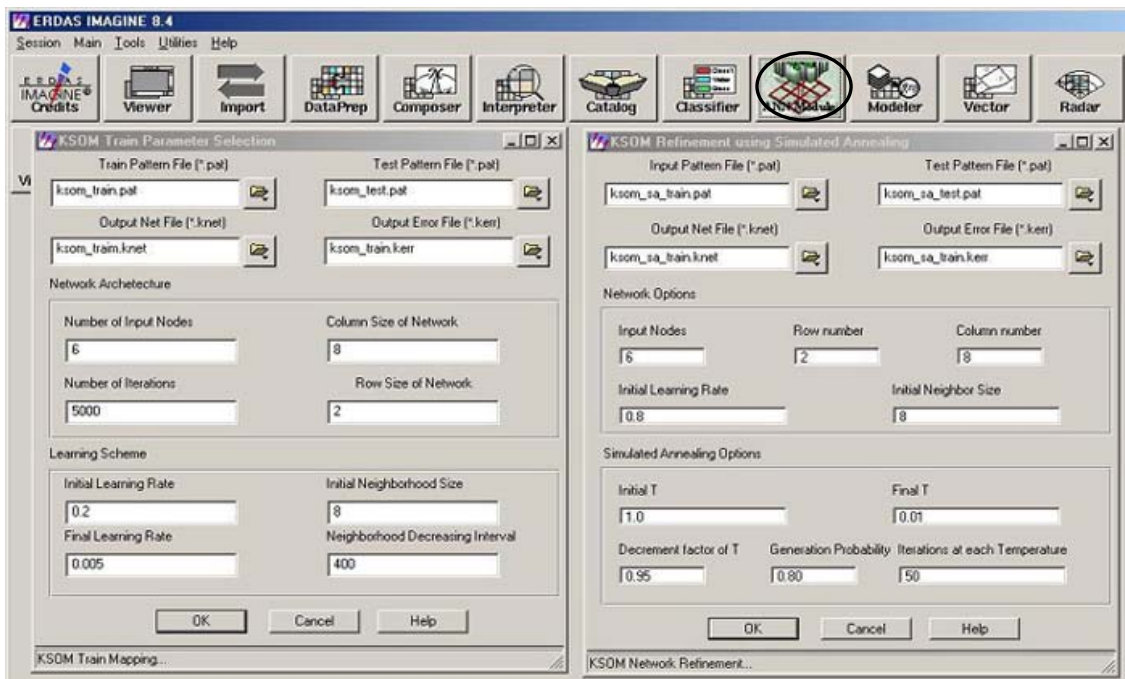 ERDAS IMAGINE 8.4
Session Main Tools Utilities Help
ERDAS IMAGINE® Credits
Viewer
Import
DataPrep
Composer
Interpreter
Catalog
Classifier
ANN Module
Modeler
Vector
Radar
Vi
KSOM Train Parameter Selection
Train Pattern File (*.pat) Test Pattern File (*.pat)
ksom_train.pat ksom_test.pat
Output Net File (*.knet) Output Error File (*.kerr)
ksom_traim.knet ksom_train.kerr
Network Archetecture
Number of Input Nodes Column Size of Network
6 8
Number of Iterations Row Size of Network
5000 2
Learning Scheme
Initial Learning Rate Initial Neighborhood Size
0.2 8
Final Learning Rate Neighborhood Decreasing Interval
0.005 400
OK Cancel Help
KSOM Train Mapping...
KSOM Refinement using Simulated Annealing
Input Pattern File (*.pat) Test Pattern File (*.pat)
ksom_sa_train.pat ksom_sa_test.pat
Output Net File (*.knet) Output Error File (*.kerr)
ksom_sa_train.knet ksom_sa_train.kerr
Network Options
Input Nodes Row number Column number
6 2 8
Initial Learning Rate Initial Neighbor Size
0.8 8
Simulated Annealing Options
Initial T Final T
1.0 0.01
Decrement factor of T Generation Probability Iterations at each Temperature
0.95 0.80 50
OK Cancel Help
KSOM Network Refinement...